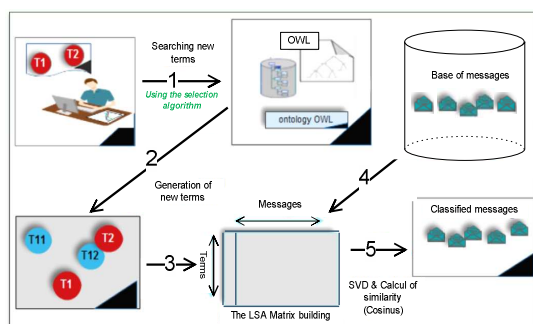 T1
T2
Searching new
terms
1
Using the selection
algorithm
OWL
ontology OWL
Base of messages
2
Generation of
new terms
4
T11
T2
T12
T1
3
Messages
Terms
The LSA Matrix building
5
SVD & Calcul of
similarity
(Cosinus)
Classified messages